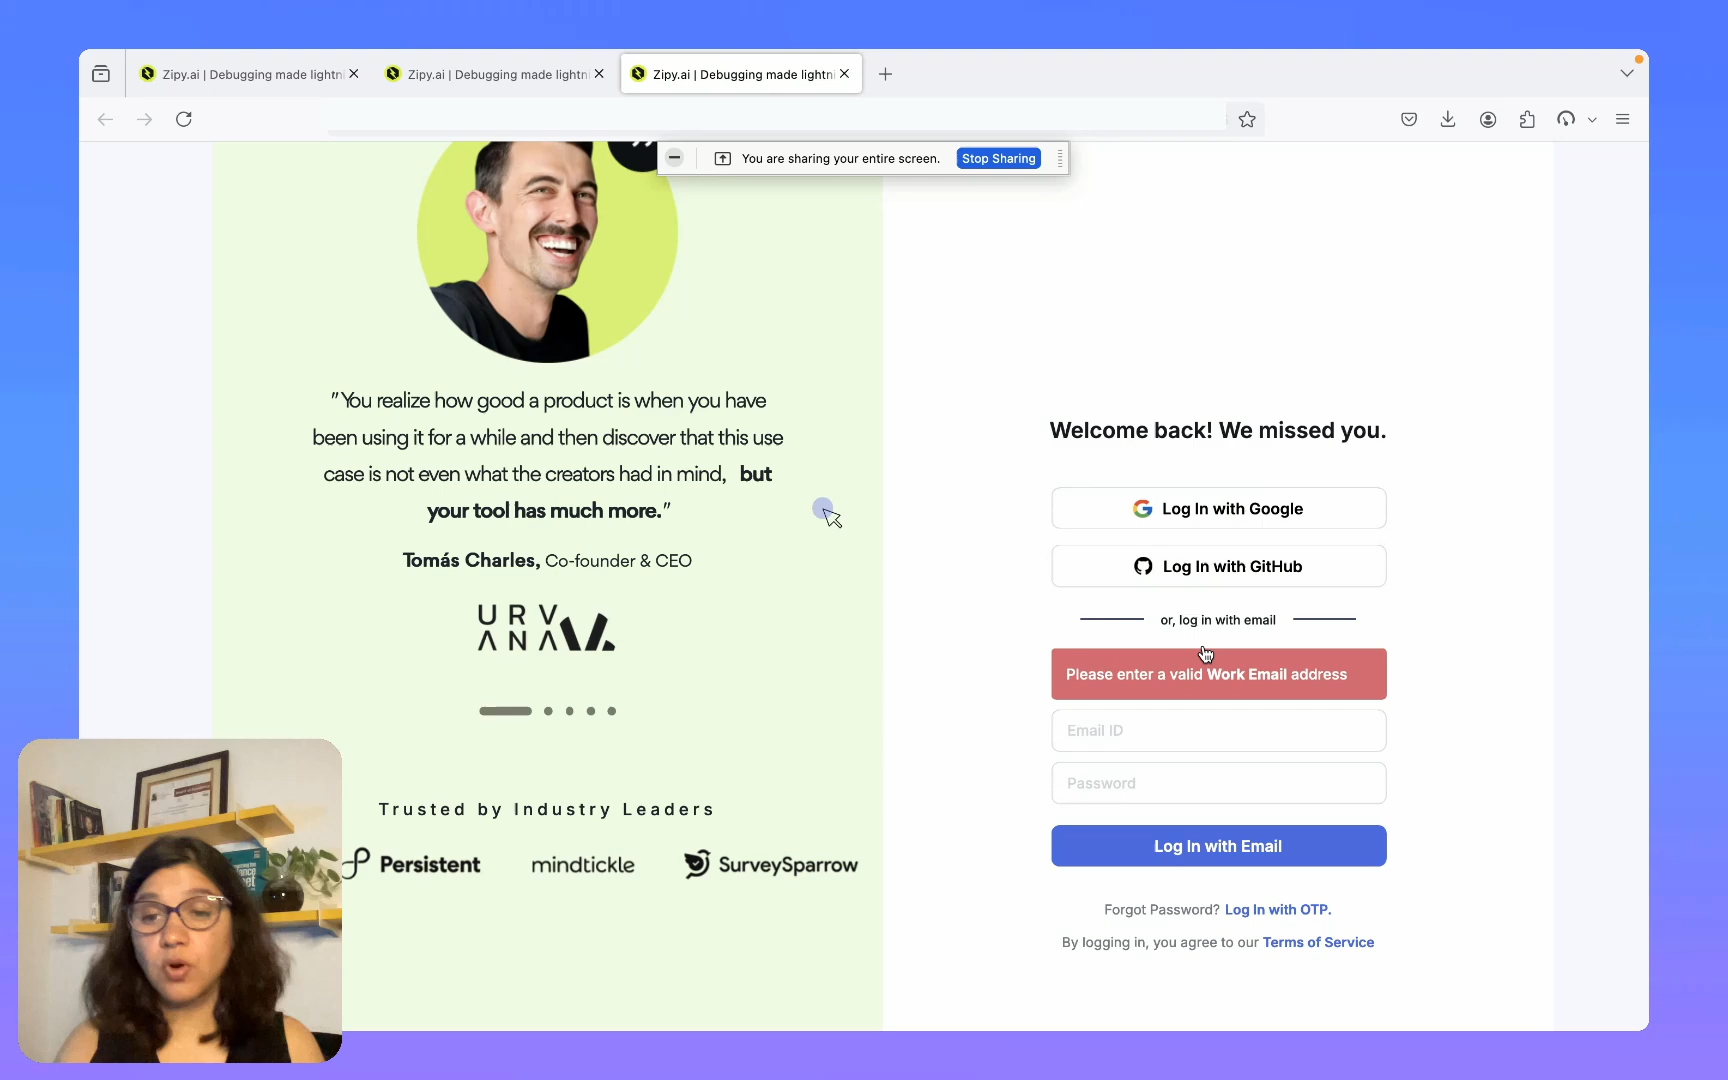 Zipy.ai | Debugging made lightni
Zipy.ai | Debugging made lightni
Zipy.ai | Debugging made lightni
You are sharing your entire screen.
Stop Sharing
"You realize how good a product is when you have
been using it for a while and then discover that this use
case is not even what the creators had in mind, but
your tool has much more."
Tomás Charles, Co-founder & CEO
URV
ANA
Trusted by Industry Leaders
Persistent
mindtickle
SurveySparrow
Welcome back! We missed you.
Log In with Google
Log In with GitHub
or, log in with email
Please enter a valid Work Email address
Email ID
Password
Log In with Email
Forgot Password? Log In with OTP.
By logging in, you agree to our Terms of Service